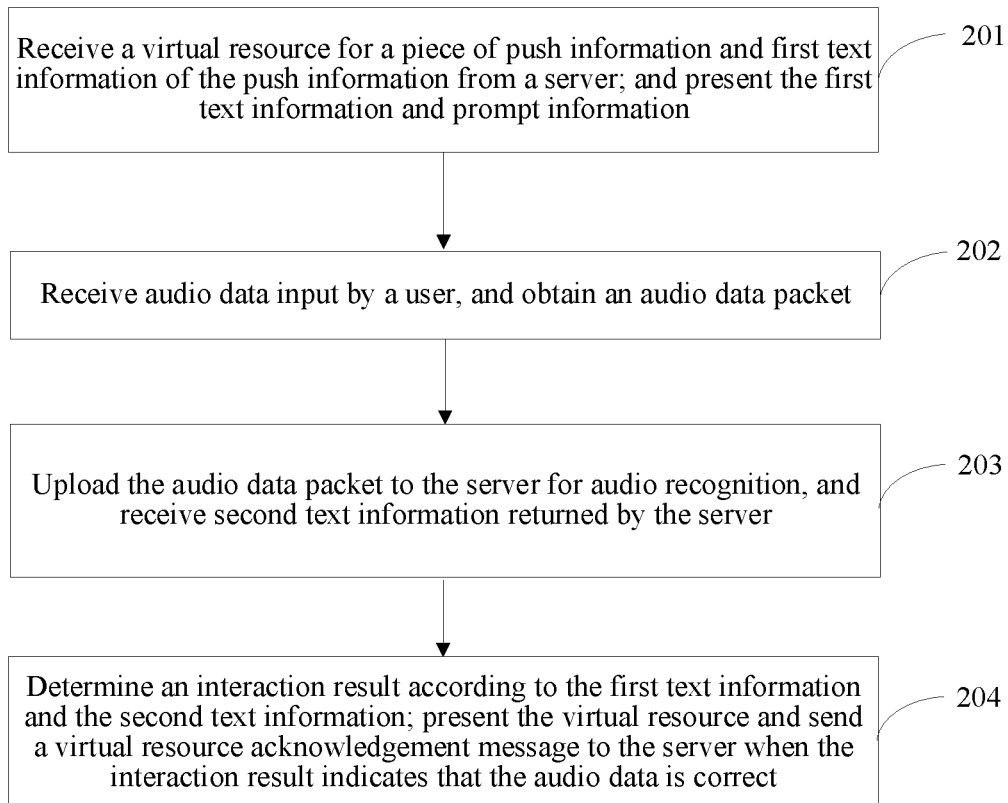 Receive a virtual resource for a piece of push information and first text
information of the push information from a server; and present the first
text information and prompt information
201
Receive audio data input by a user, and obtain an audio data packet
202
Upload the audio data packet to the server for audio recognition, and
receive second text information returned by the server
203
Determine an interaction result according to the first text information
and the second text information; present the virtual resource and send
a virtual resource acknowledgement message to the server when the
interaction result indicates that the audio data is correct
204